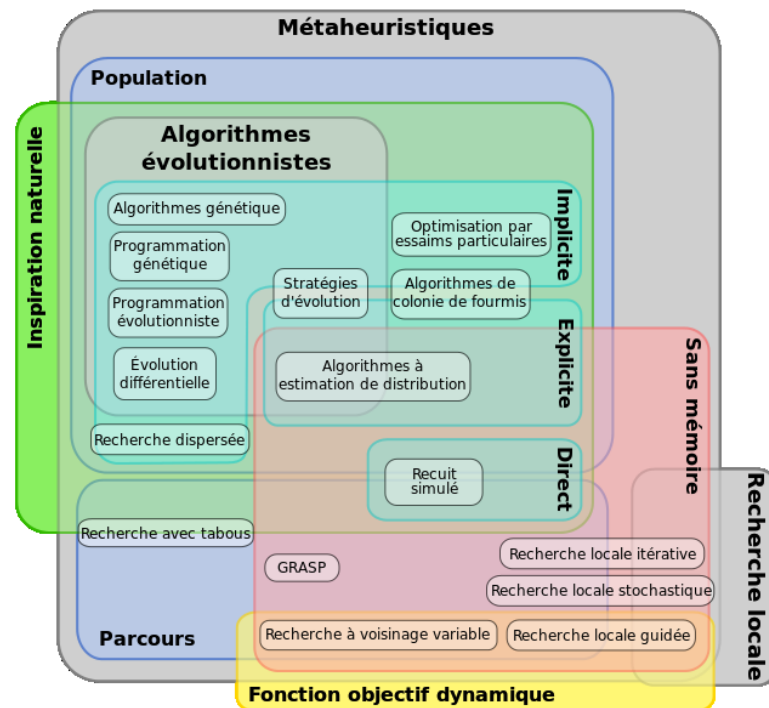 Métaheuristiques
Population
Inspiration naturelle
Algorithmes
évolutionnistes
Implicite
Algorithmes génétique
Optimisation par
essaims particulaires
Programmation
génétique
Stratégies
d'évolution
Algorithmes de
colonie de fourmis
Programmation
évolutionniste
Explicite
Sans mémoire
Évolution
différentielle
Algorithmes à
estimation de distribution
Recherche dispersée
Direct
Recuit
simulé
Recherche locale
Recherche avec tabous
GRASP
Recherche locale itérative
Recherche locale stochastique
Parcours
Recherche à voisinage variable
Recherche locale guidée
Fonction objectif dynamique